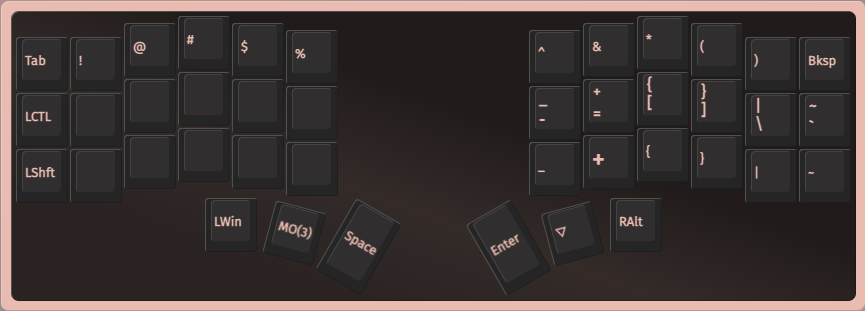 Tab ! @ # $ % ^ & * ( ) Bksp
LCTL _ - + = { [ } ] | \ ~ `
LShft _ + { } | ~
LWin MO(3) Space Enter ▽ RAlt